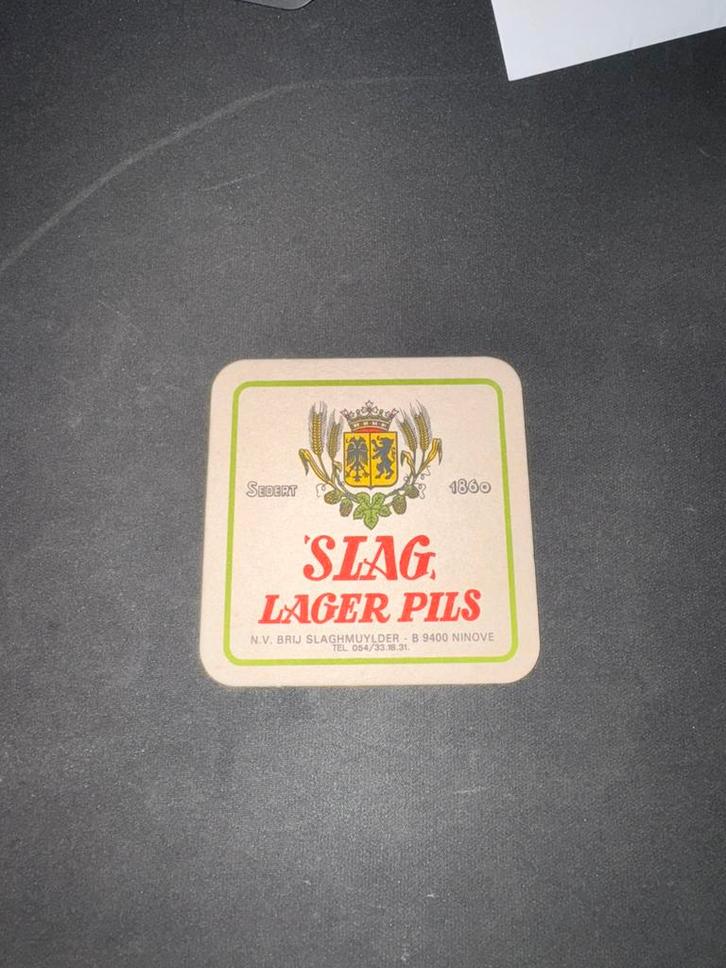 SEDERT 1860
'SLAG,
LAGER PILS
N.V. BRIJ SLAGHMUYLDER - B 9400 NINOVE
TEL 054/33.18.31.